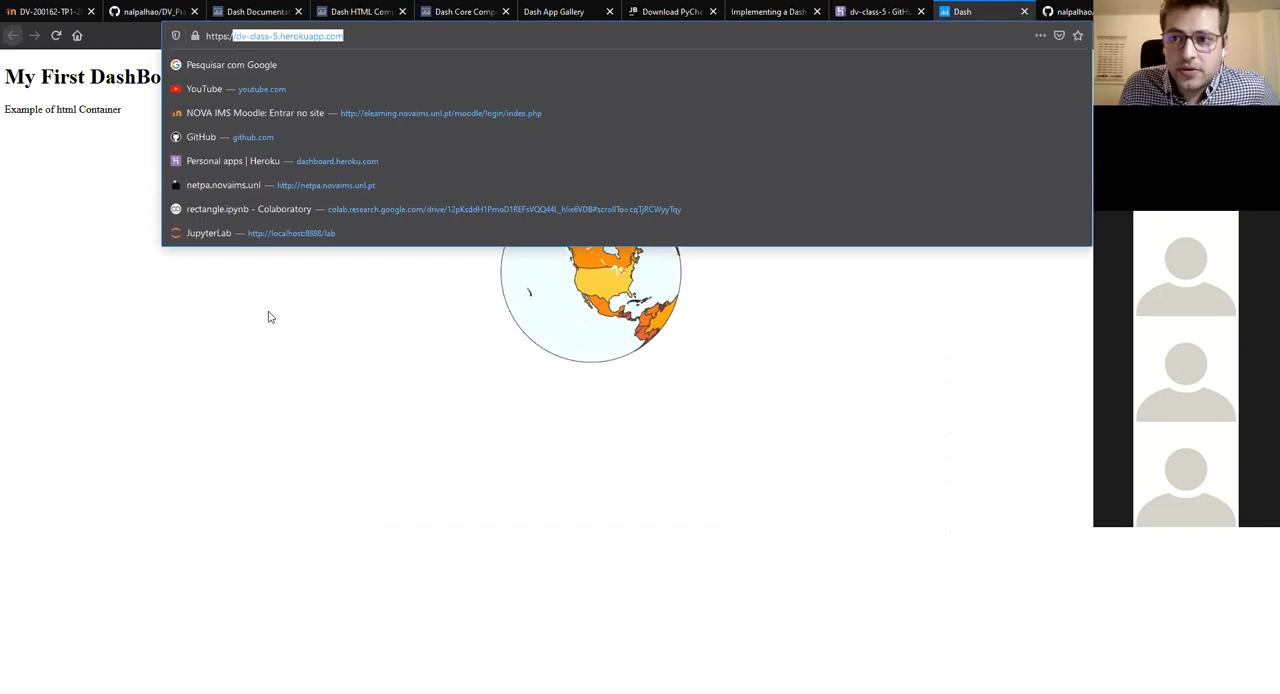 DV-200162-TP1-2
nalpalhao/DV_Pra
Dash Documentat
Dash HTML Comp
Dash Core Compo
Dash App Gallery
Download PyCha
Implementing a Dash
dv-class-5 · GitHu
Dash
nalpalhao
https://dv-class-5.herokuapp.com
My First DashBo
Example of html Container
Pesquisar com Google
YouTube — youtube.com
NOVA IMS Moodle: Entrar no site — http://elearning.novaims.unl.pt/moodle/login/index.php
GitHub — github.com
Personal apps | Heroku — dashboard.heroku.com
netpa.novaims.unl — http://netpa.novaims.unl.pt
rectangle.ipynb - Colaboratory —
JupyterLab — http://localhost:8888/lab